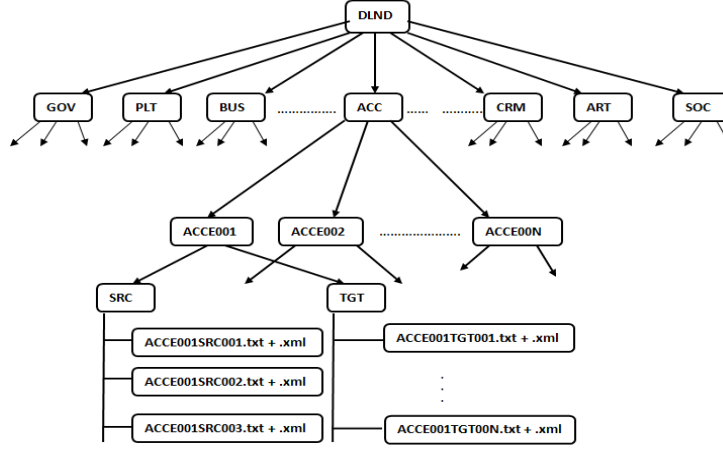 DLND
GOV PLT BUS ................ ACC ...... ........... CRM ART SOC
ACCE001 ACCE002 ...................... ACCE00N
SRC TGT
ACCE001SRC001.txt + .xml ACCE001TGT001.txt + .xml
ACCE001SRC002.txt + .xml
.
.
.
ACCE001SRC003.txt + .xml ACCE001TGT00N.txt + .xml